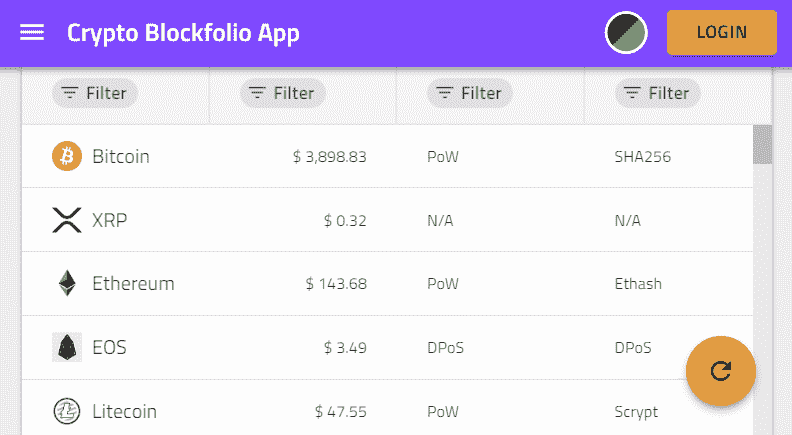 Crypto Blockfolio App LOGIN
Filter Filter Filter Filter
Bitcoin $ 3,898.83 PoW SHA256
XRP $ 0.32 N/A N/A
Ethereum $ 143.68 PoW Ethash
EOS $ 3.49 DPoS DPoS
Litecoin $ 47.55 PoW Scrypt